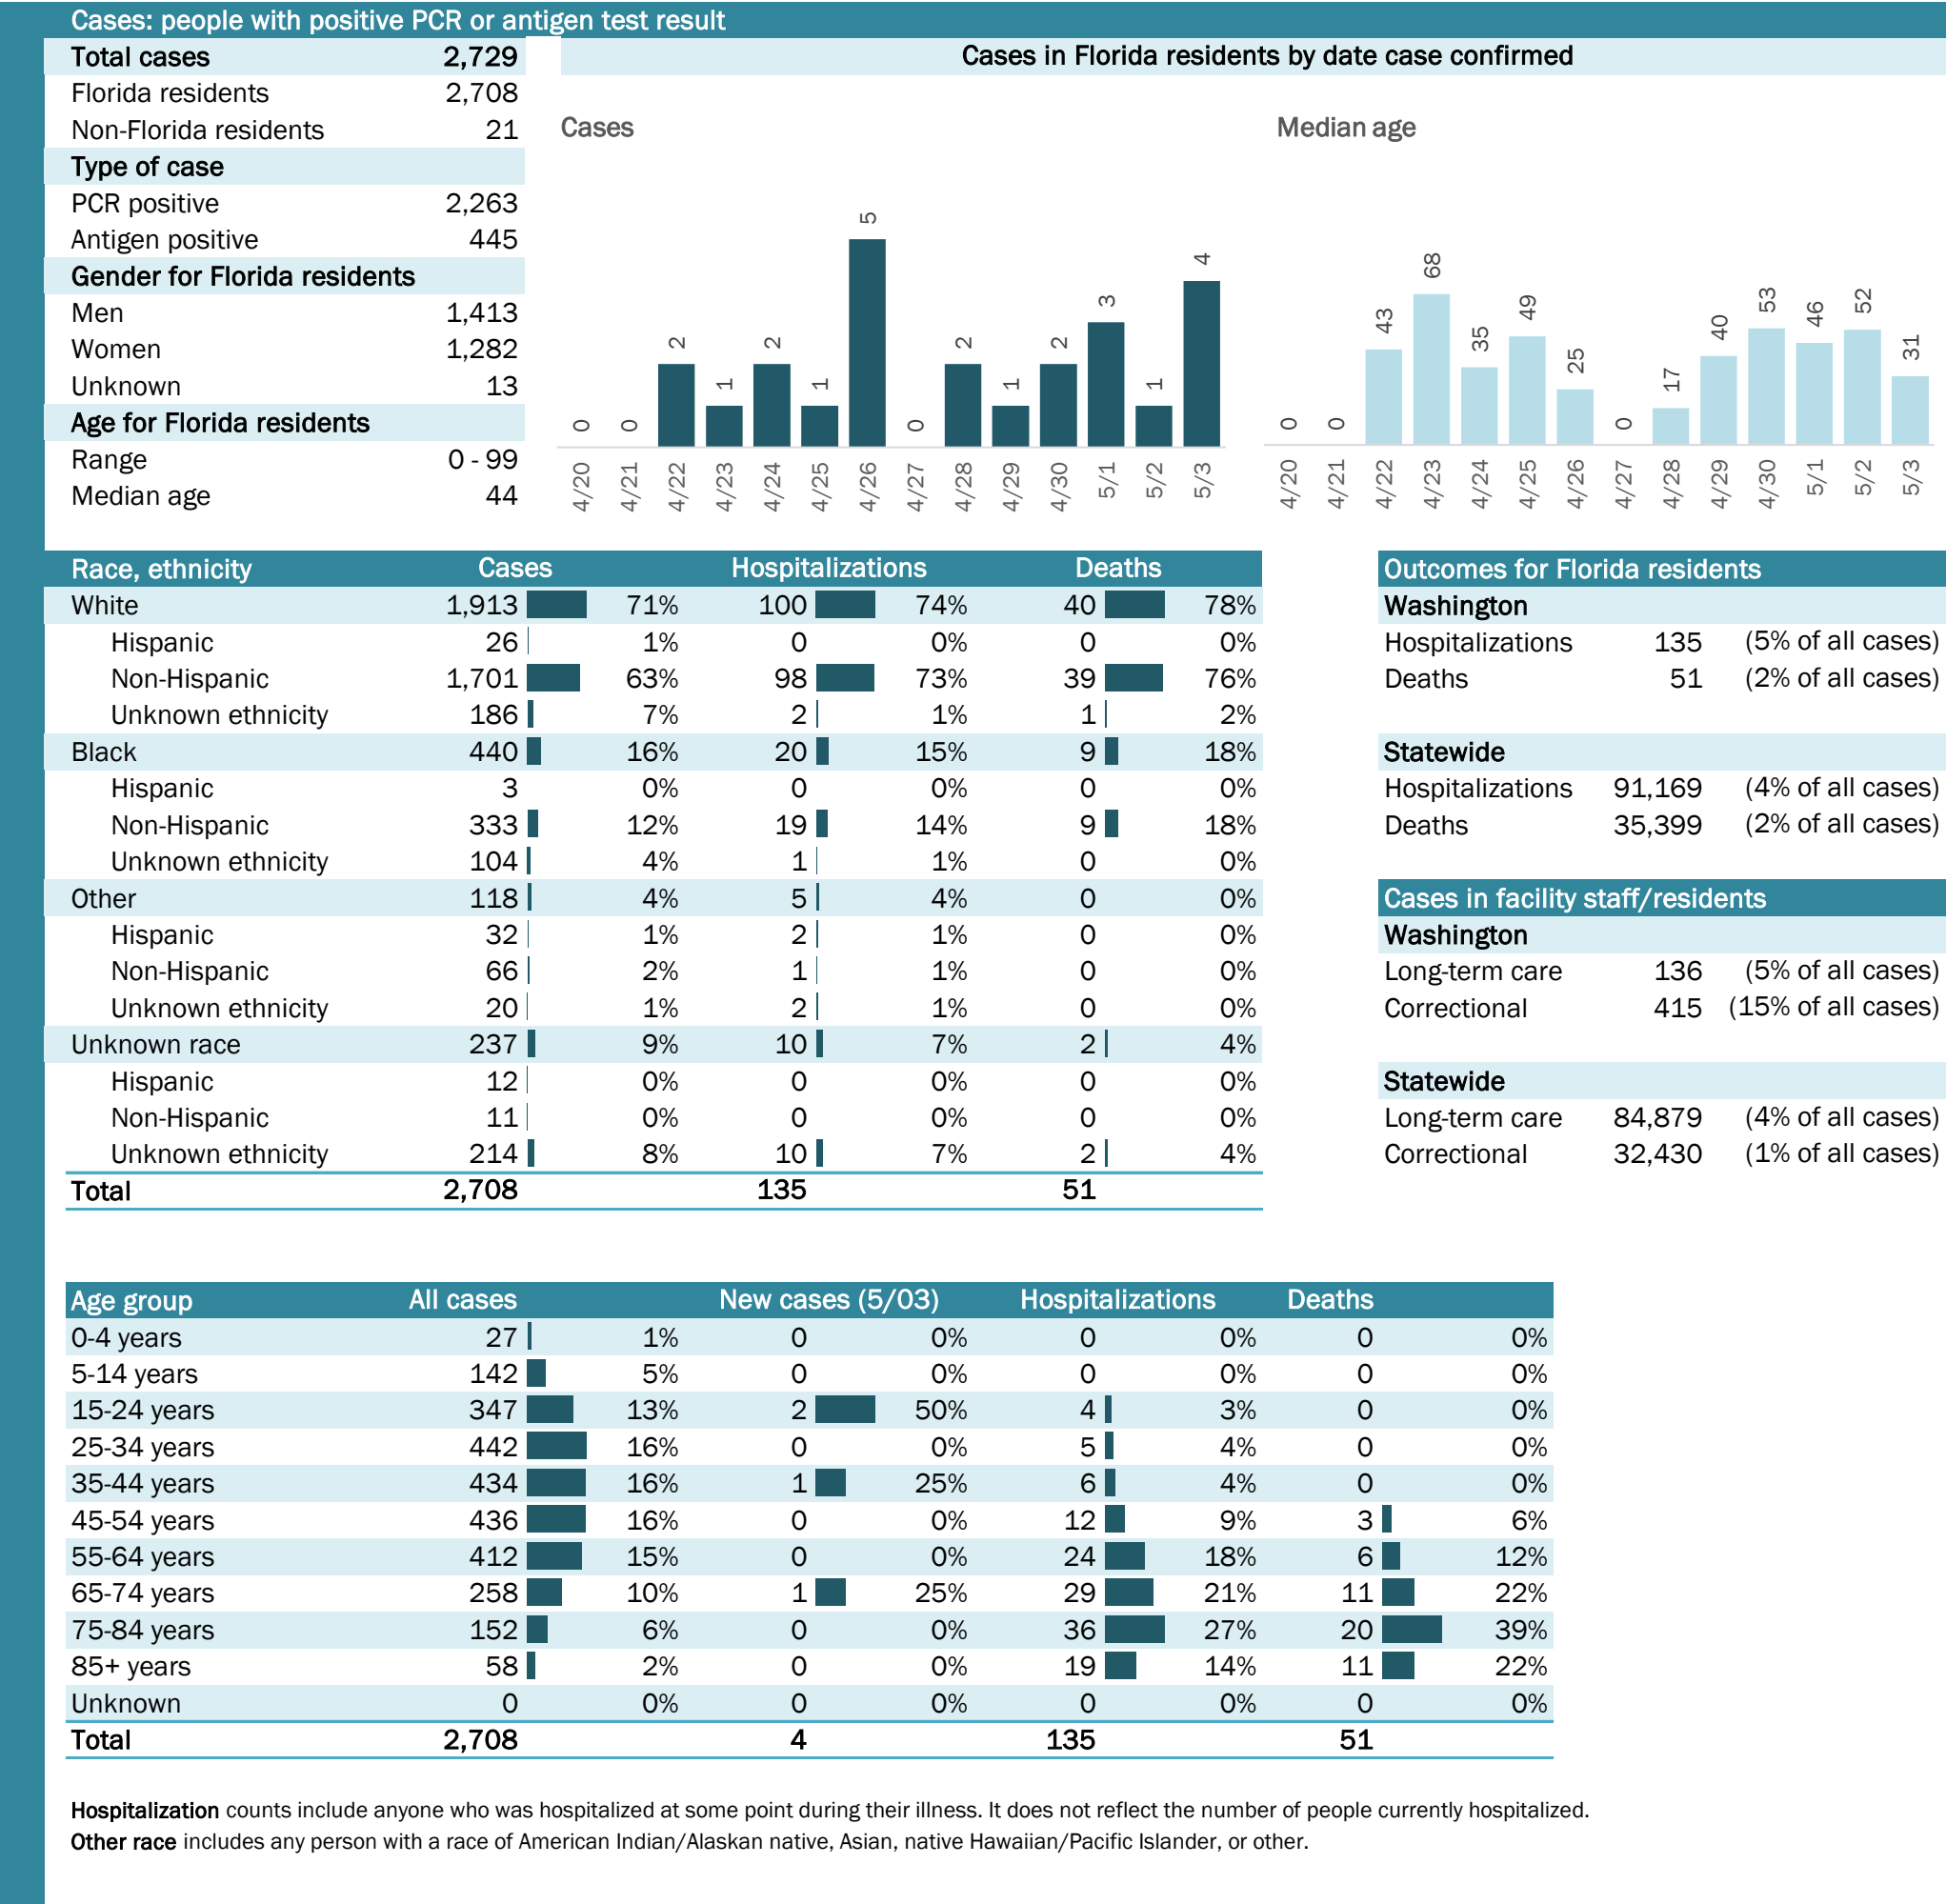 Cases: people with positive PCR or antigen test result
Total cases 2,729
Florida residents 2,708
Non-Florida residents 21
Type of case
PCR positive 2,263
Antigen positive 445
Gender for Florida residents
Men 1,413
Women 1,282
Unknown 13
Age for Florida residents
Range 0 - 99
Median age 44
Cases in Florida residents by date case confirmed
Cases
0 0 2 1 2 1 5 0 2 1 2 3 1 4
4/20 4/21 4/22 4/23 4/24 4/25 4/26 4/27 4/28 4/29 4/30 5/1 5/2 5/3
Median age
0 0 43 68 35 49 25 0 17 40 53 46 52 31
4/20 4/21 4/22 4/23 4/24 4/25 4/26 4/27 4/28 4/29 4/30 5/1 5/2 5/3
Race, ethnicity Cases Hospitalizations Deaths
White 1,913 71% 100 74% 40 78%
Hispanic 26 1% 0 0% 0 0%
Non-Hispanic 1,701 63% 98 73% 39 76%
Unknown ethnicity 186 7% 2 1% 1 2%
Black 440 16% 20 15% 9 18%
Hispanic 3 0% 0 0% 0 0%
Non-Hispanic 333 12% 19 14% 9 18%
Unknown ethnicity 104 4% 1 1% 0 0%
Other 118 4% 5 4% 0 0%
Hispanic 32 1% 2 1% 0 0%
Non-Hispanic 66 2% 1 1% 0 0%
Unknown ethnicity 20 1% 2 1% 0 0%
Unknown race 237 9% 10 7% 2 4%
Hispanic 12 0% 0 0% 0 0%
Non-Hispanic 11 0% 0 0% 0 0%
Unknown ethnicity 214 8% 10 7% 2 4%
Total 2,708 135 51
Outcomes for Florida residents
Washington
Hospitalizations 135 (5% of all cases)
Deaths 51 (2% of all cases)
Statewide
Hospitalizations 91,169 (4% of all cases)
Deaths 35,399 (2% of all cases)
Cases in facility staff/residents
Washington
Long-term care 136 (5% of all cases)
Correctional 415 (15% of all cases)
Statewide
Long-term care 84,879 (4% of all cases)
Correctional 32,430 (1% of all cases)
Age group All cases New cases (5/03) Hospitalizations Deaths
0-4 years 27 1% 0 0% 0 0% 0 0%
5-14 years 142 5% 0 0% 0 0% 0 0%
15-24 years 347 13% 2 50% 4 3% 0 0%
25-34 years 442 16% 0 0% 5 4% 0 0%
35-44 years 434 16% 1 25% 6 4% 0 0%
45-54 years 436 16% 0 0% 12 9% 3 6%
55-64 years 412 15% 0 0% 24 18% 6 12%
65-74 years 258 10% 1 25% 29 21% 11 22%
75-84 years 152 6% 0 0% 36 27% 20 39%
85+ years 58 2% 0 0% 19 14% 11 22%
Unknown 0 0% 0 0% 0 0% 0 0%
Total 2,708 4 135 51
Hospitalization counts include anyone who was hospitalized at some point during their illness. It does not reflect the number of people currently hospitalized.
Other race includes any person with a race of American Indian/Alaskan native, Asian, native Hawaiian/Pacific Islander, or other.